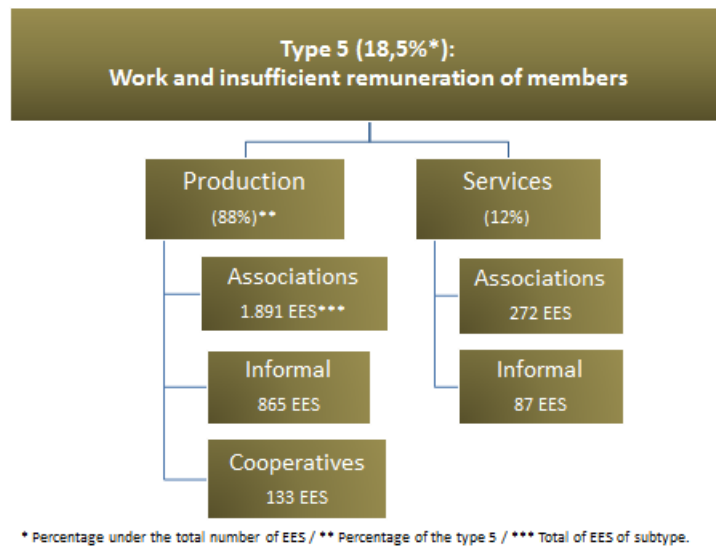 Type 5 (18,5%*):
Work and insufficient remuneration of members
Production
(88%)**
Services
(12%)
Associations
1.891 EES***
Associations
272 EES
Informal
865 EES
Informal
87 EES
Cooperatives
133 EES
* Percentage under the total number of EES / ** Percentage of the type 5 / *** Total of EES of subtype.